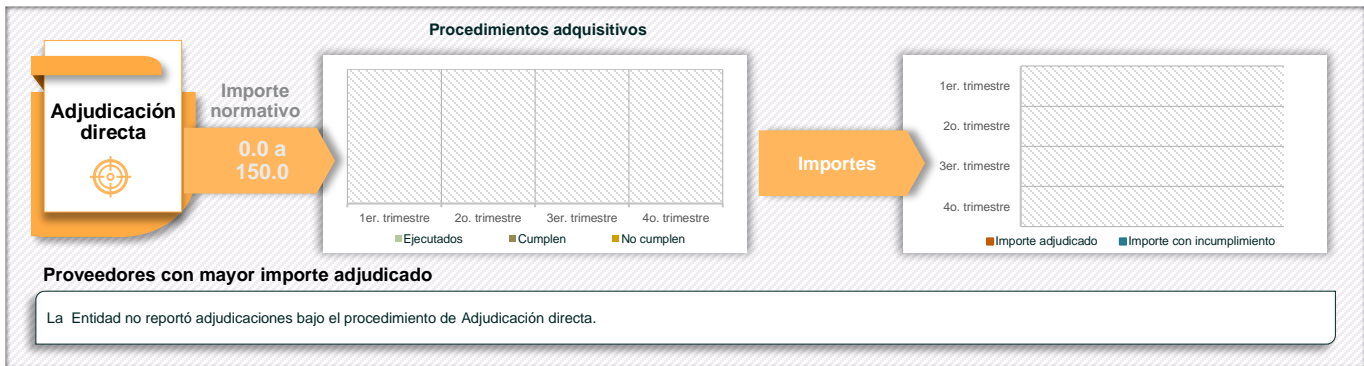 Procedimientos adquisitivos
Adjudicación
directa
Importe
normativo
0.0 a
150.0
1er. trimestre 2o. trimestre 3er. trimestre 4o. trimestre
Ejecutados Cumplen No cumplen
Importes
1er. trimestre
2o. trimestre
3er. trimestre
4o. trimestre
Importe adjudicado Importe con incumplimiento
Proveedores con mayor importe adjudicado
La Entidad no reportó adjudicaciones bajo el procedimiento de Adjudicación directa.